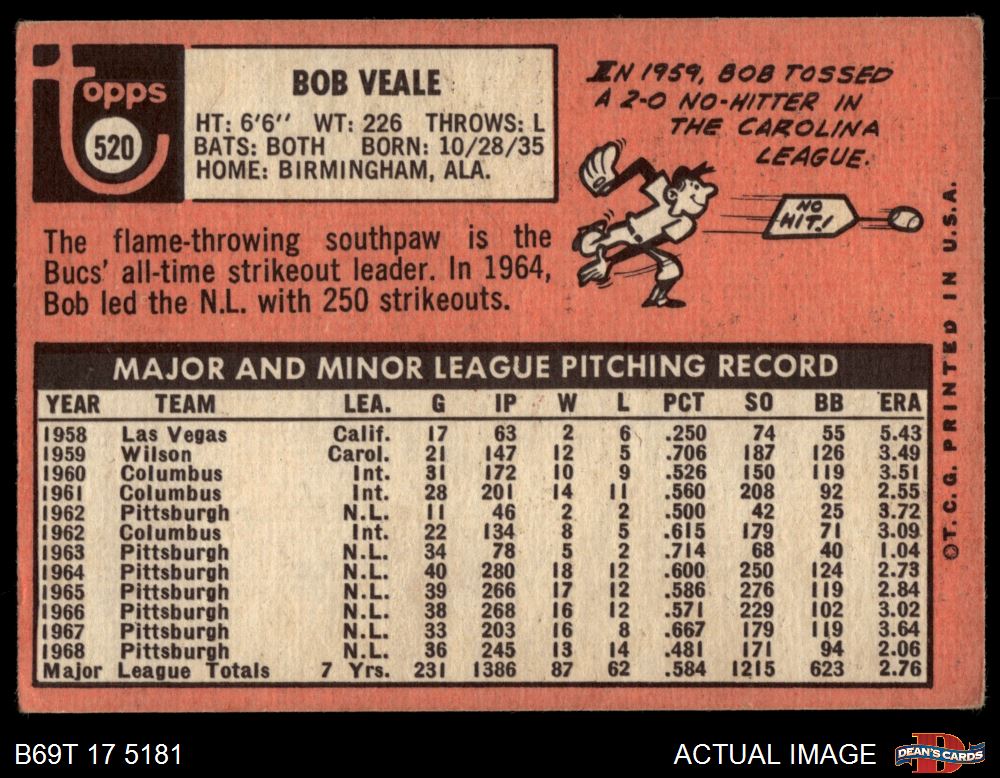 topps
520
BOB VEALE
HT: 6'6'' WT: 226 THROWS: L
BATS: BOTH BORN: 10/28/35
HOME: BIRMINGHAM, ALA.
IN 1959, BOB TOSSED
A 2-0 NO-HITTER IN
THE CAROLINA
LEAGUE.
NO
HIT!
The flame-throwing southpaw is the
Bucs' all-time strikeout leader. In 1964,
Bob led the N.L. with 250 strikeouts.
MAJOR AND MINOR LEAGUE PITCHING RECORD
YEAR TEAM LEA. G IP W L PCT SO BB ERA
1958 Las Vegas Calif. 17 63 2 6 .250 74 55 5.43
1959 Wilson Carol. 21 147 12 5 .706 187 126 3.49
1960 Columbus Int. 31 172 10 9 .526 150 119 3.51
1961 Columbus Int. 28 201 14 11 .560 208 92 2.55
1962 Pittsburgh N.L. 11 46 2 2 .500 42 25 3.72
1962 Columbus Int. 22 134 8 5 .615 179 71 3.09
1963 Pittsburgh N.L. 34 78 5 2 .714 68 40 1.04
1964 Pittsburgh N.L. 40 280 18 12 .600 250 124 2.73
1965 Pittsburgh N.L. 39 266 17 12 .586 276 119 2.84
1966 Pittsburgh N.L. 38 268 16 12 .571 229 102 3.02
1967 Pittsburgh N.L. 33 203 16 8 .667 179 119 3.64
1968 Pittsburgh N.L. 36 245 13 14 .481 171 94 2.06
Major League Totals 7 Yrs. 231 1386 87 62 .584 1215 623 2.76
©T.C.G. PRINTED IN U.S.A.
B69T 17 5181
ACTUAL IMAGE
D
DEAN'S CARDS